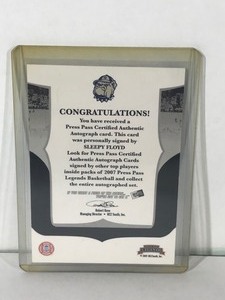 CONGRATULATIONS!
You have received a
Press Pass Certified Authentic
Autograph card. This card
was personally signed by
SLEEPY FLOYD
Look for Press Pass Certified
Authentic Autograph Cards
signed by other top players
inside packs of 2007 Press Pass
Legends Basketball and collect
the entire autographed set.